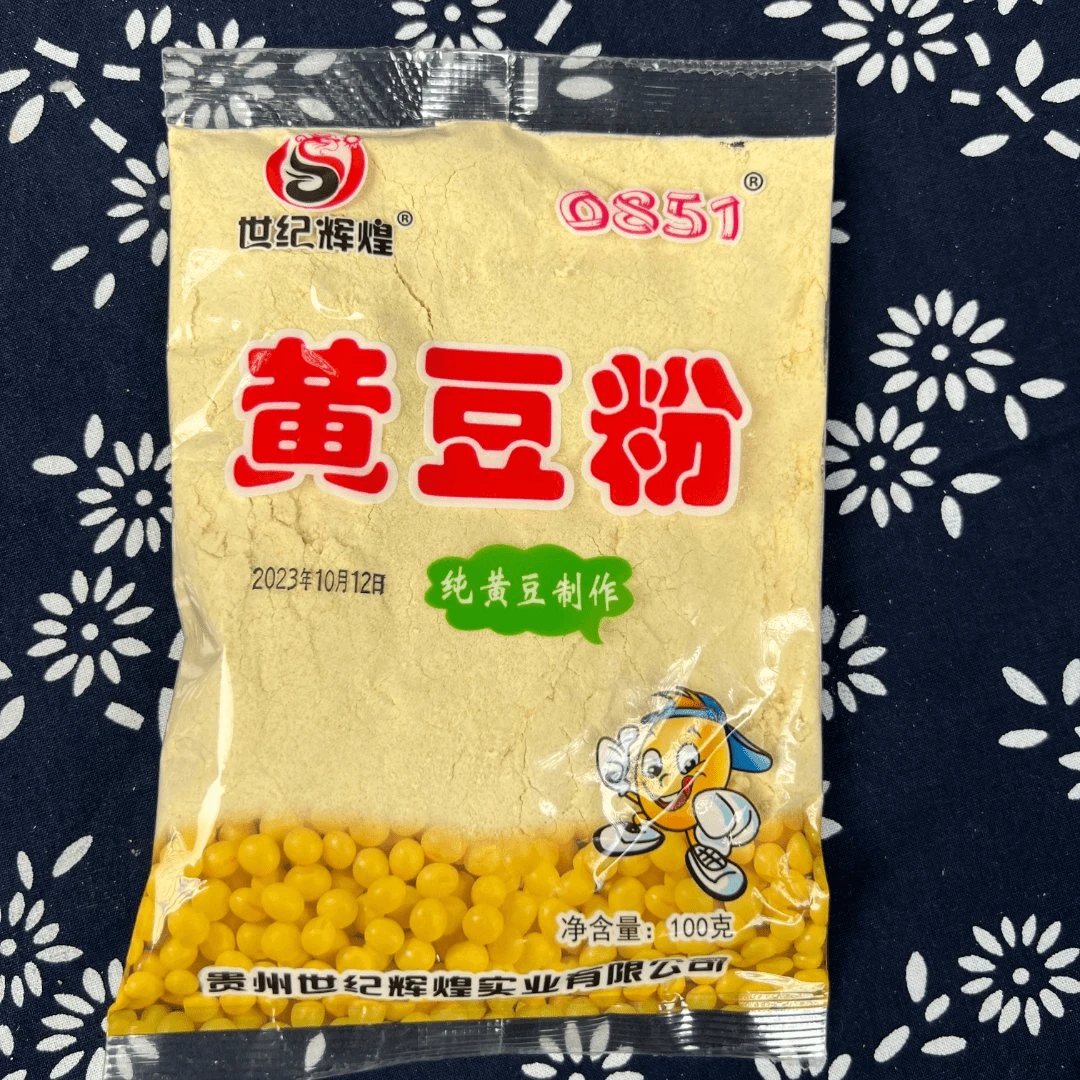 世纪辉煌®
0851®
黄豆粉
2023年10月12日
纯黄豆制作
净含量：100克
贵州世纪辉煌实业有限公司